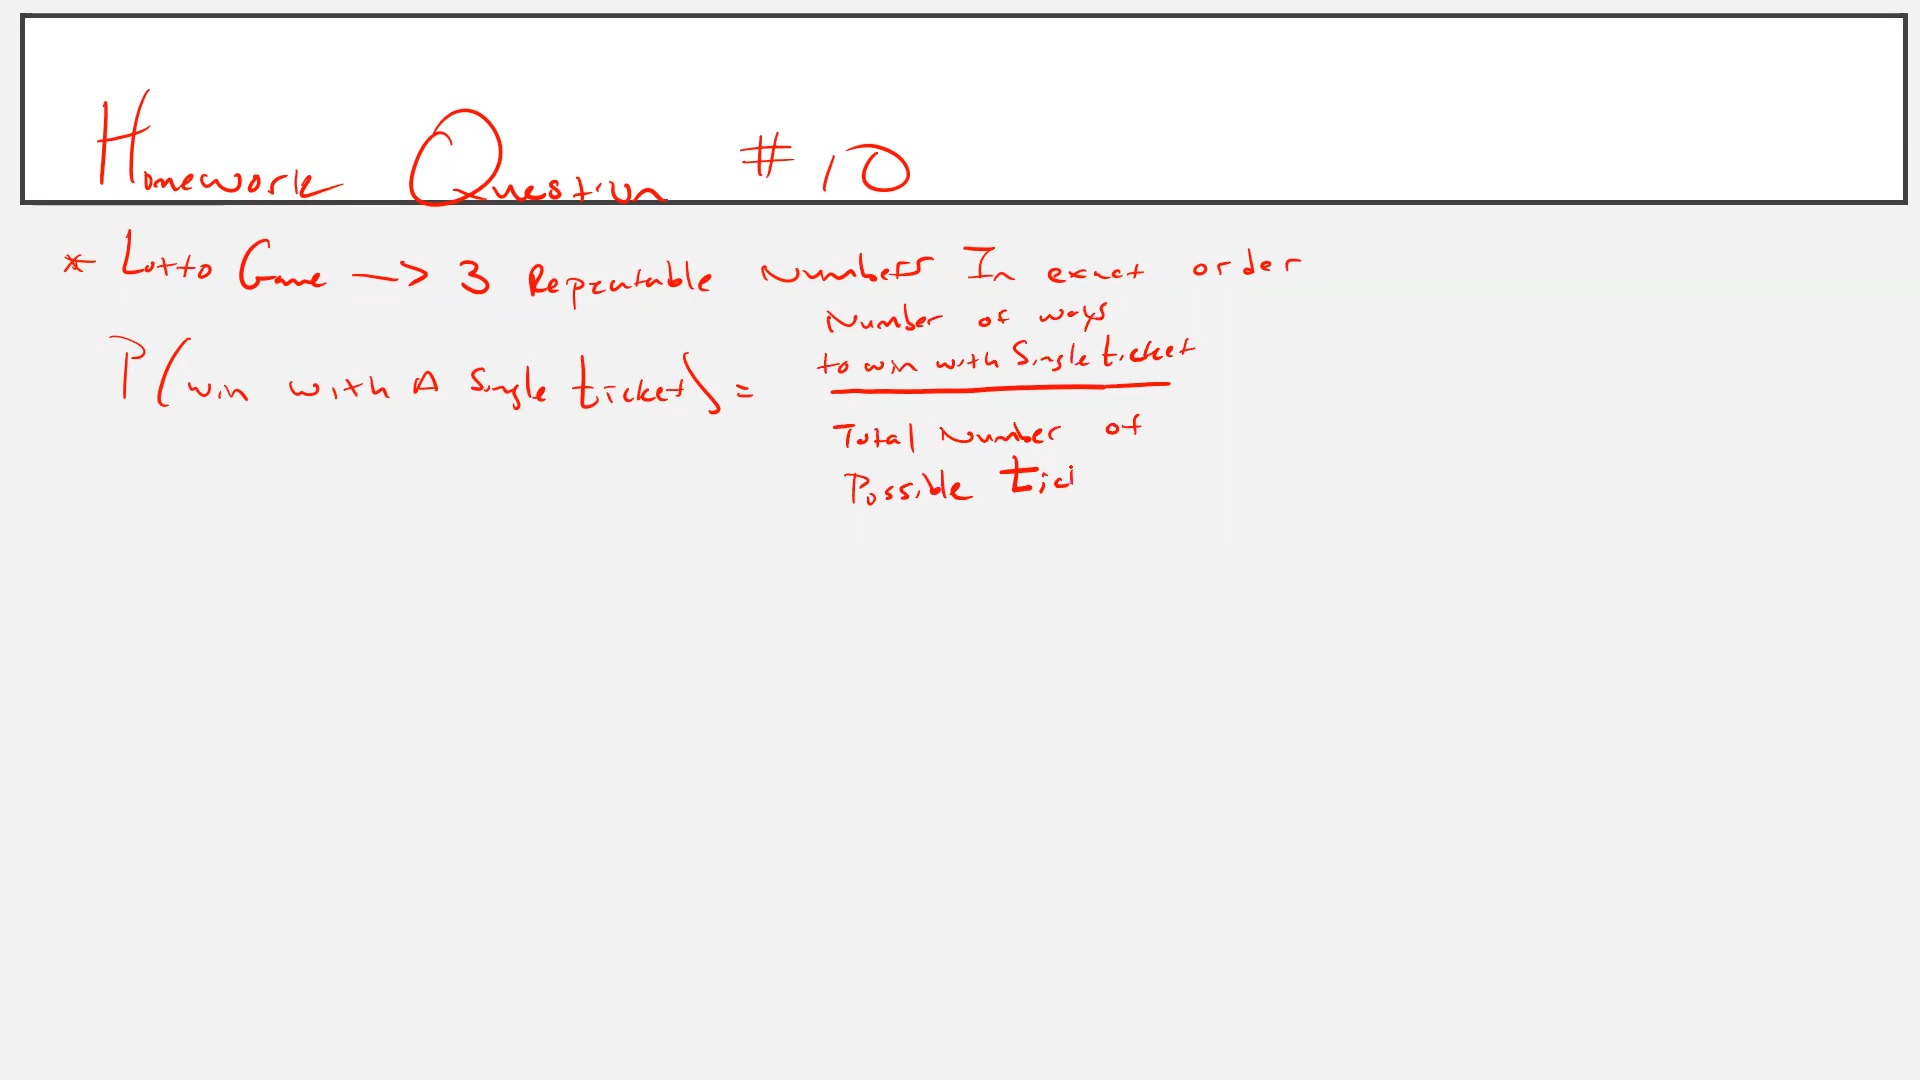 Homework Question #10
* Lotto Game -> 3 Repeatable Numbers In exact order
Number of ways
to win with Single ticket
P(win with A Single ticket) =
Total Number of
Possible tic